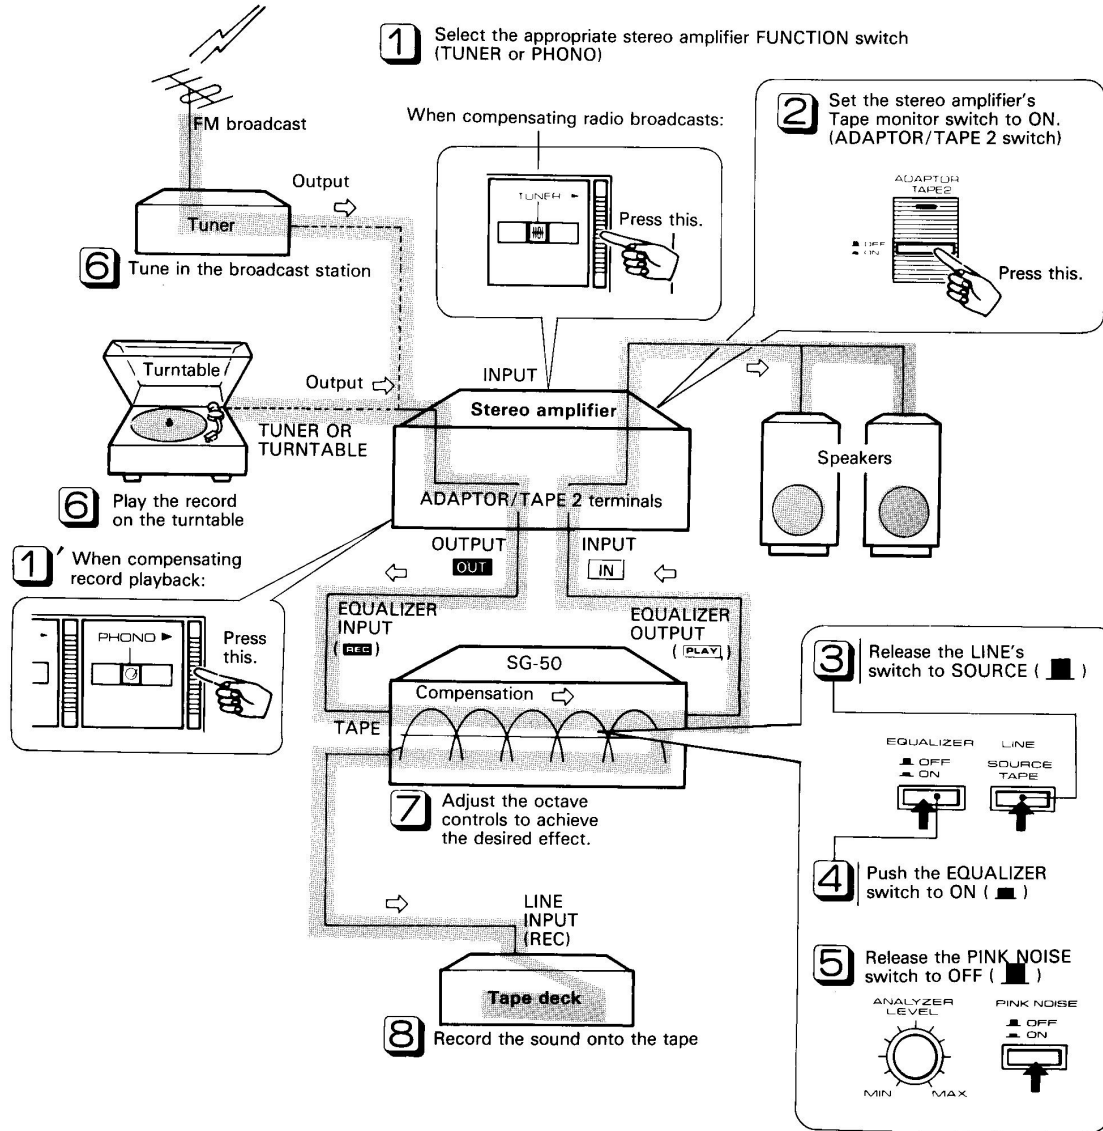 1 Select the appropriate stereo amplifier FUNCTION switch
(TUNER or PHONO)
FM broadcast
Output
Tuner
6 Tune in the broadcast station
When compensating radio broadcasts:
TUNER
Press this.
2 Set the stereo amplifier's
Tape monitor switch to ON.
(ADAPTOR/TAPE 2 switch)
ADAPTOR
TAPE2
OFF
ON
Press this.
Turntable
Output
TUNER OR
TURNTABLE
6 Play the record
on the turntable
INPUT
Stereo amplifier
ADAPTOR/TAPE 2 terminals
Speakers
1' When compensating
record playback:
PHONO
Press
this.
OUTPUT
OUT
INPUT
IN
EQUALIZER
INPUT
(REC)
EQUALIZER
OUTPUT
(PLAY)
SG-50
Compensation
TAPE
7 Adjust the octave
controls to achieve
the desired effect.
LINE
INPUT
(REC)
Tape deck
8 Record the sound onto the tape
3 Release the LINE's
switch to SOURCE ( )
EQUALIZER
OFF
ON
LINE
SOURCE
TAPE
4 Push the EQUALIZER
switch to ON ( )
5 Release the PINK NOISE
switch to OFF ( )
ANALYZER
LEVEL
MIN
MAX
PINK NOISE
OFF
ON